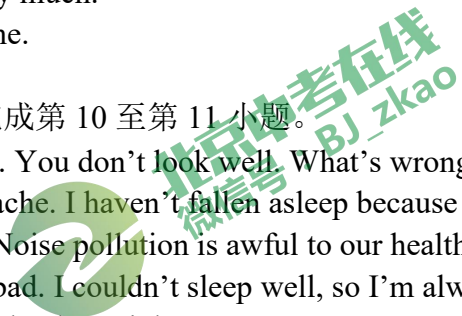 y much.
ne.
成第 10 至第 11 小题。
. You don't look well. What's wrong
ache. I haven't fallen asleep because
Noise pollution is awful to our health
bad. I couldn't sleep well, so I'm alw
北京中考在线
微信号：BJ_zkao